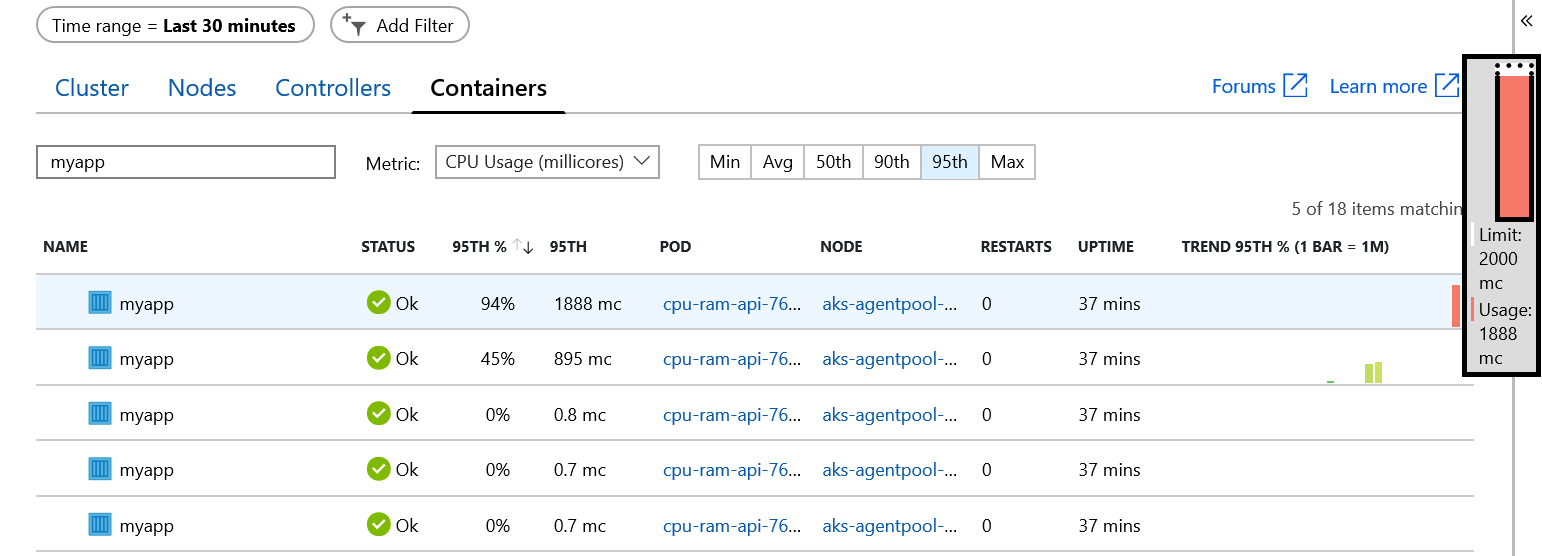 Time range = Last 30 minutes Add Filter «
Cluster Nodes Controllers Containers Forums Learn more
myapp Metric: CPU Usage (millicores) Min Avg 50th 90th 95th Max
5 of 18 items matchin
NAME STATUS 95TH % ↑↓ 95TH POD NODE RESTARTS UPTIME TREND 95TH % (1 BAR = 1M)
myapp Ok 94% 1888 mc cpu-ram-api-76... aks-agentpool-... 0 37 mins
myapp Ok 45% 895 mc cpu-ram-api-76... aks-agentpool-... 0 37 mins
myapp Ok 0% 0.8 mc cpu-ram-api-76... aks-agentpool-... 0 37 mins
myapp Ok 0% 0.7 mc cpu-ram-api-76... aks-agentpool-... 0 37 mins
myapp Ok 0% 0.7 mc cpu-ram-api-76... aks-agentpool-... 0 37 mins
Limit:
2000
mc
Usage:
1888
mc